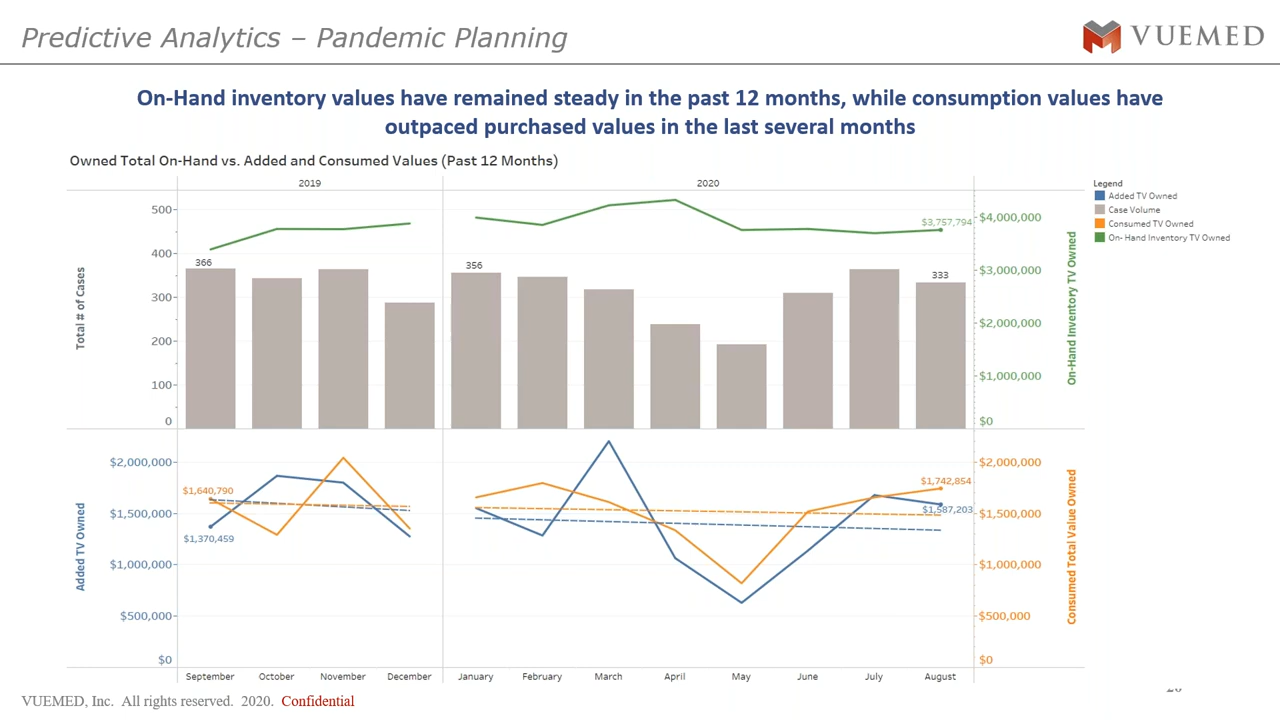 Predictive Analytics – Pandemic Planning
VUEMED
On-Hand inventory values have remained steady in the past 12 months, while consumption values have
outpaced purchased values in the last several months
Owned Total On-Hand vs. Added and Consumed Values (Past 12 Months)
2019
2020
Legend
Added TV Owned
Case Volume
Consumed TV Owned
On- Hand Inventory TV Owned
Total # of Cases
500
400
300
200
100
0
366
356
333
$3,757,794
$4,000,000
$3,000,000
$2,000,000
$1,000,000
$0
On-Hand Inventory TV Owned
Added TV Owned
$2,000,000
$1,500,000
$1,000,000
$500,000
$0
$1,640,790
$1,370,459
$1,742,854
$1,587,203
$2,000,000
$1,500,000
$1,000,000
$500,000
$0
Consumed Total Value Owned
September
October
November
December
January
February
March
April
May
June
July
August
VUEMED, Inc.  All rights reserved.  2020.  Confidential